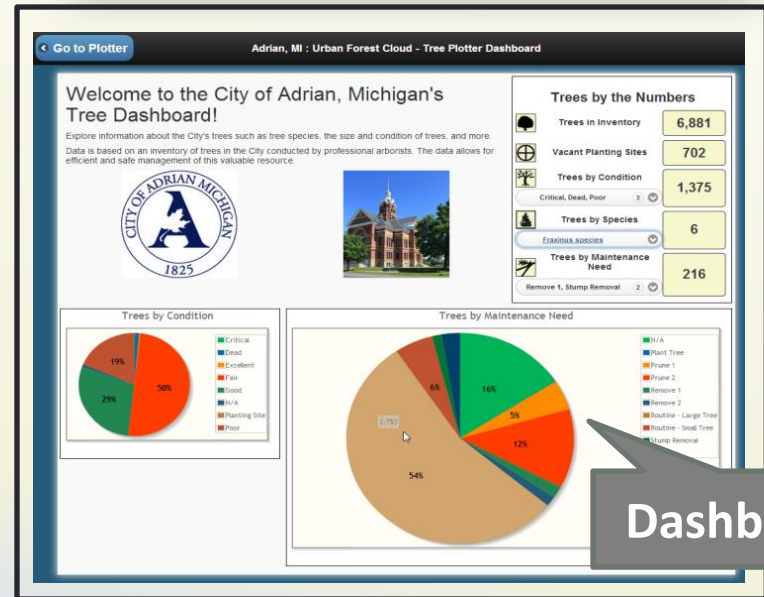 Go to Plotter
Adrian, MI : Urban Forest Cloud - Tree Plotter Dashboard
Welcome to the City of Adrian, Michigan's
Tree Dashboard!
Explore information about the City's trees such as tree species, the size and condition of trees, and more.
Data is based on an inventory of trees in the City conducted by professional arborists. The data allows for
efficient and safe management of this valuable resource.
CITY OF ADRIAN MICHIGAN
A
1825
Trees by the Numbers
Trees in Inventory
6,881
Vacant Planting Sites
702
Trees by Condition
Critical, Dead, Poor 3
1,375
Trees by Species
Fraxinus species
6
Trees by Maintenance
Need
Remove 1, Stump Removal 2
216
Trees by Condition
19%
50%
29%
Critical
Dead
Excellent
Fair
Good
N/A
Planting Site
Poor
Trees by Maintenance Need
16%
6%
5%
12%
54%
N/A
Plant Tree
Prune 1
Prune 2
Remove 1
Remove 2
Routine - Large Tree
Routine - Small Tree
Stump Removal
Dashb